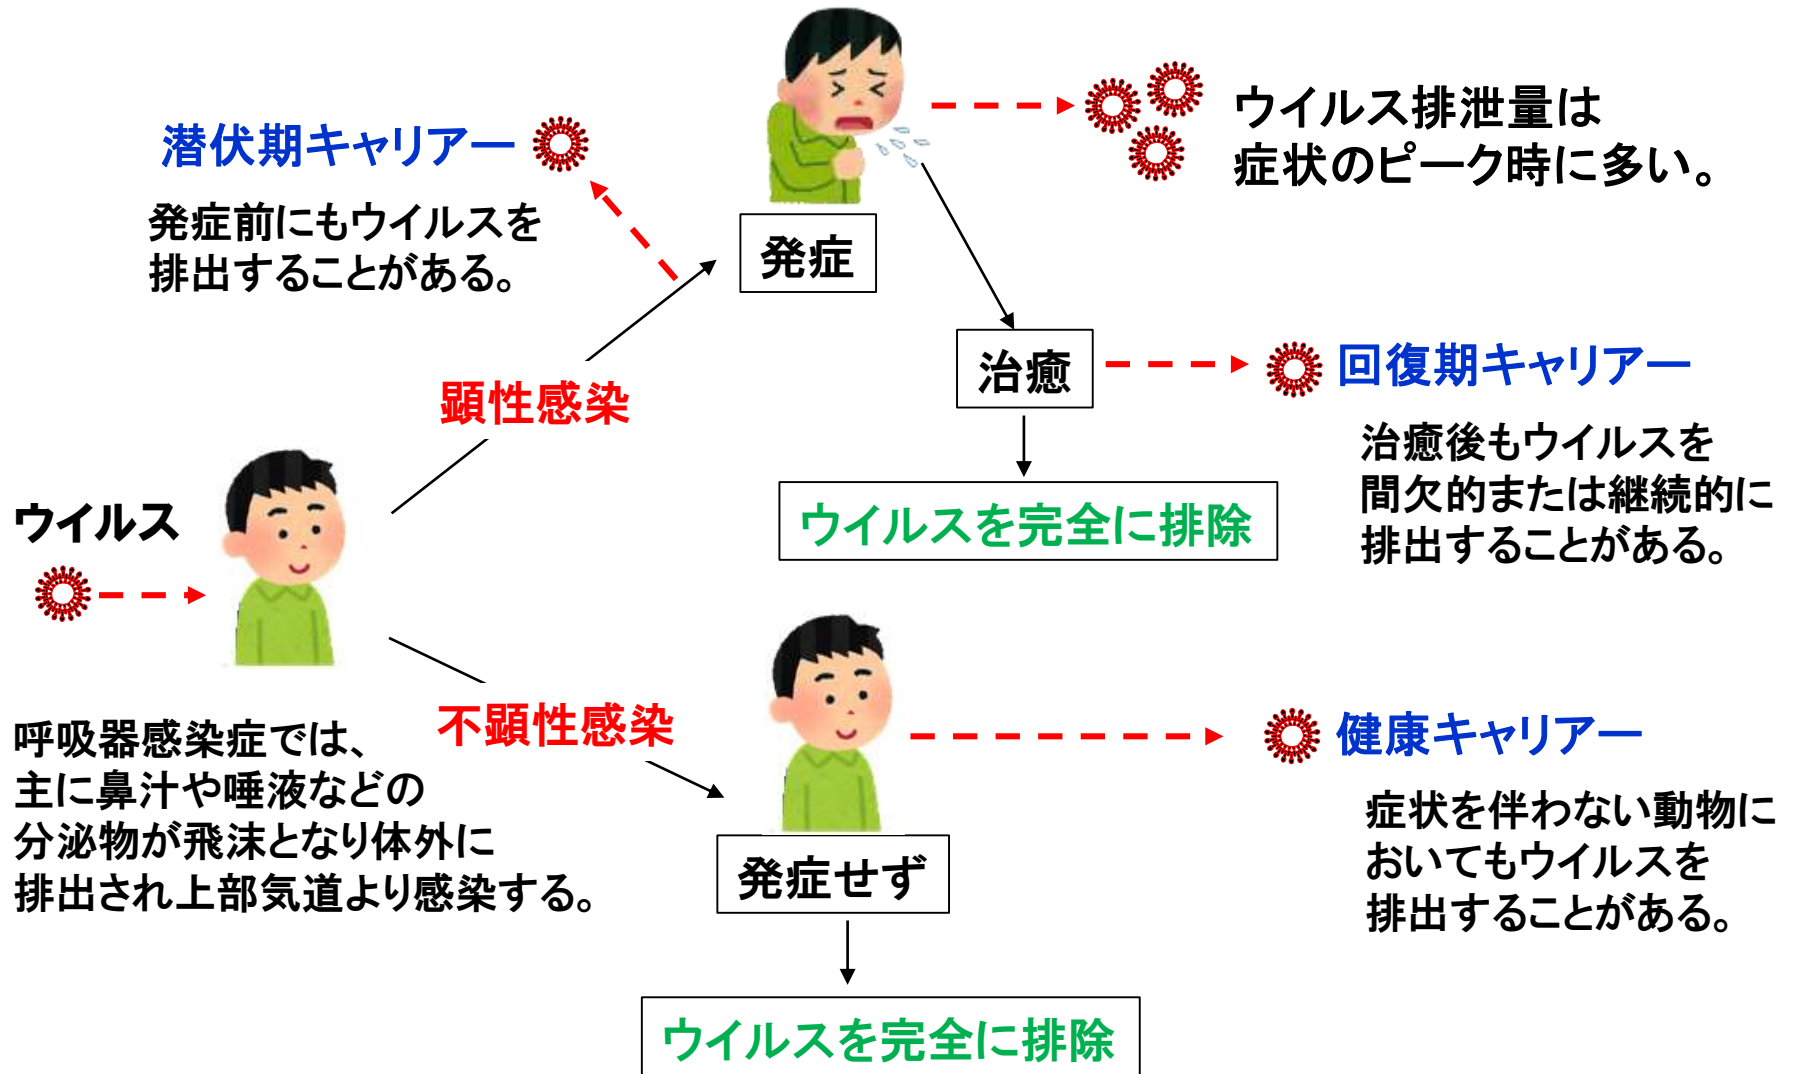 ウイルス排泄量は
症状のピーク時に多い。
潜伏期キャリアー
発症前にもウイルスを
排出することがある。
発症
治癒
回復期キャリアー
顕性感染
治癒後もウイルスを
間欠的または継続的に
排出することがある。
ウイルスを完全に排除
ウイルス
不顕性感染
健康キャリアー
呼吸器感染症では、
主に鼻汁や唾液などの
分泌物が飛沫となり体外に
排出され上部気道より感染する。
症状を伴わない動物に
おいてもウイルスを
排出することがある。
発症せず
ウイルスを完全に排除